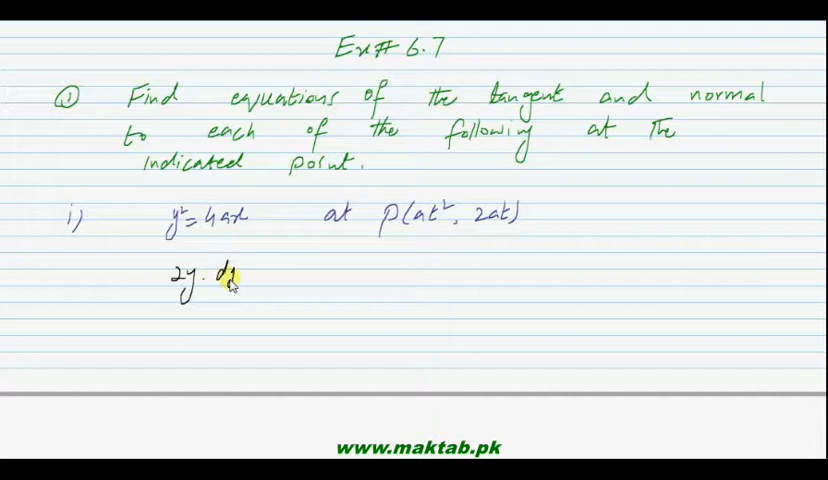 Ex# 6.7
Q1 Find equations of the tangent and normal
to each of the following at the
indicated point.
i) y²=4ax at P(at², 2at)
2y. dy
www.maktab.pk